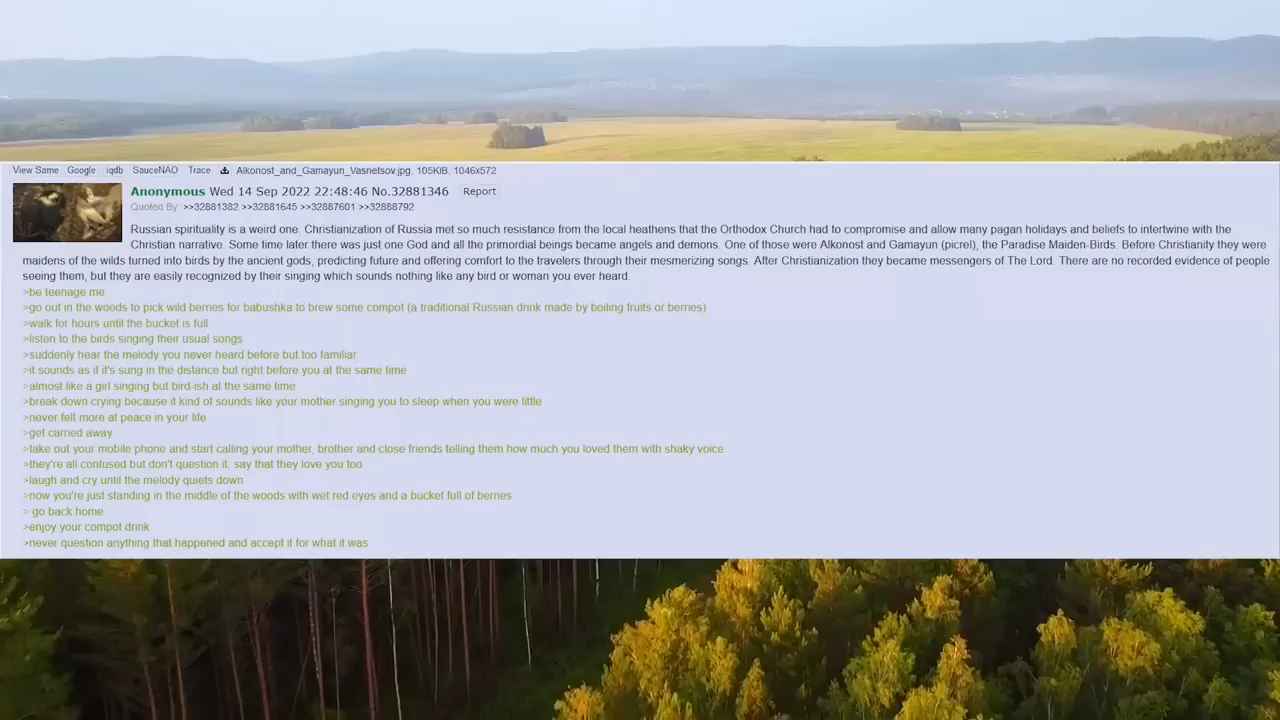 View Same Google iqdb SauceNAO Trace Alkonost_and_Gamayun_Vasnetsov.jpg. 105KiB. 1046x572
Anonymous Wed 14 Sep 2022 22:48:46 No.32881346 Report
Quoted By: >>32881382 >>32881645 >>32887601 >>32888792
Russian spirituality is a weird one. Christianization of Russia met so much resistance from the local heathens that the Orthodox Church had to compromise and allow many pagan holidays and beliefs to intertwine with the
Christian narrative. Some time later there was just one God and all the primordial beings became angels and demons. One of those were Alkonost and Gamayun (picrel), the Paradise Maiden-Birds. Before Christianity they were
maidens of the wilds turned into birds by the ancient gods, predicting future and offering comfort to the travelers through their mesmerizing songs. After Christianization they became messengers of The Lord. There are no recorded evidence of people
seeing them, but they are easily recognized by their singing which sounds nothing like any bird or woman you ever heard.
>be teenage me
>go out in the woods to pick wild berries for babushka to brew some compot (a traditional Russian drink made by boiling fruits or berries)
>walk for hours until the bucket is full
>listen to the birds singing their usual songs
>suddenly hear the melody you never heard before but too familiar
>it sounds as if it's sung in the distance but right before you at the same time
>almost like a girl singing but bird-ish at the same time
>break down crying because it kind of sounds like your mother singing you to sleep when you were little
>never felt more at peace in your life
>get carried away
>take out your mobile phone and start calling your mother, brother and close friends telling them how much you loved them with shaky voice
>they're all confused but don't question it, say that they love you too
>laugh and cry until the melody quiets down
>now you're just standing in the middle of the woods with wet red eyes and a bucket full of berries
> go back home
>enjoy your compot drink
>never question anything that happened and accept it for what it was